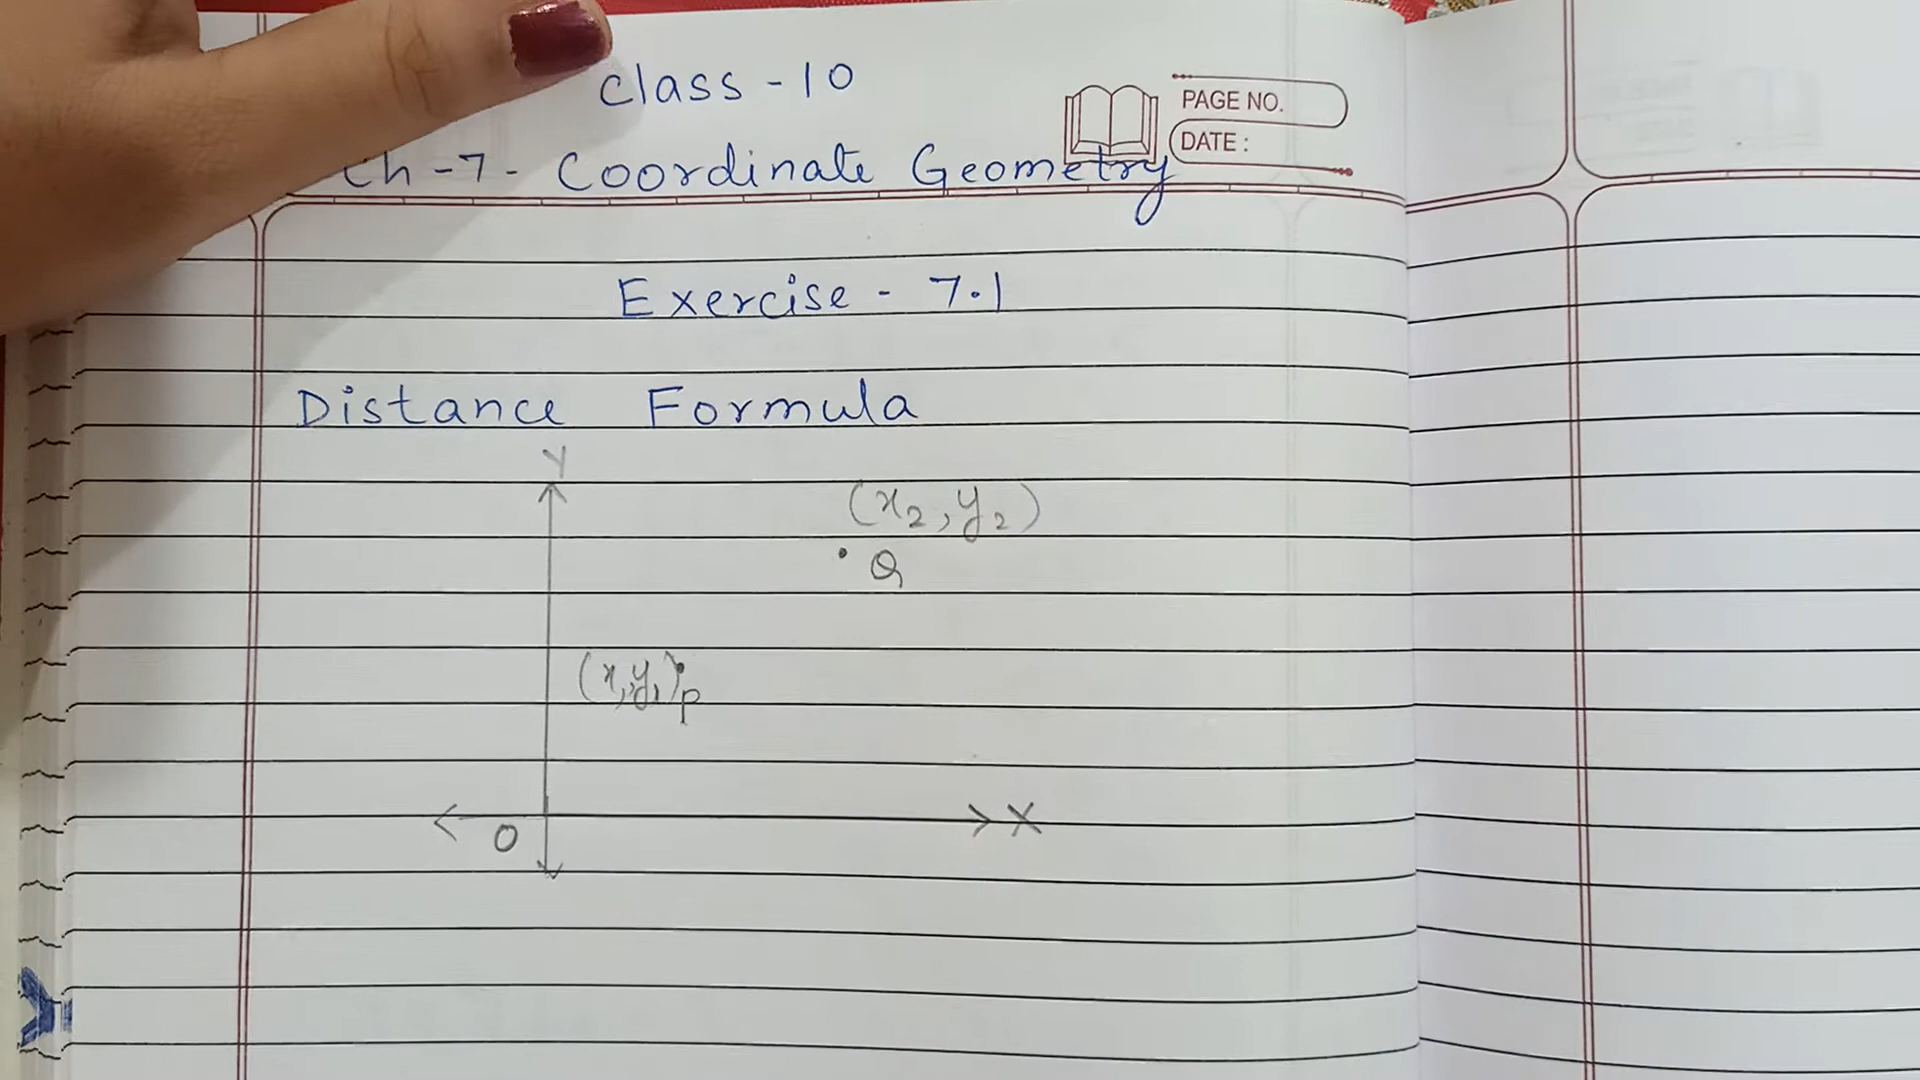 Class - 10
PAGE NO.
DATE :
Ch - 7 - Coordinate Geometry
Exercise - 7.1
Distance Formula
Y
(x₂, y₂)
Q
(x₁, y₁) P
O
X